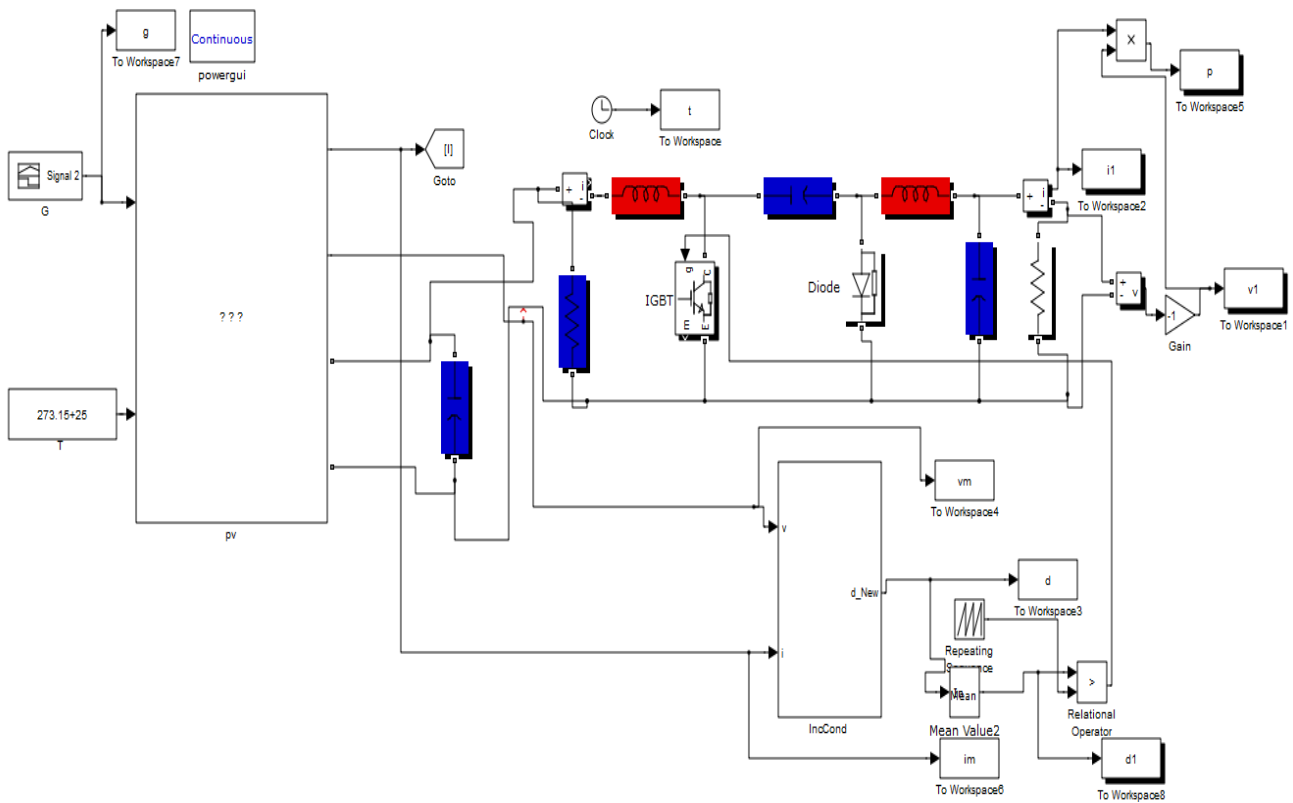 g
To Workspace7
Continuous
powergui
Signal 2
G
273.15+25
T
? ? ?
pv
[I]
Goto
Clock
t
To Workspace
+
i
-
IGBT
g
C
m
E
Diode
+
i
-
X
p
To Workspace5
i1
To Workspace2
+
-
v
-1
Gain
v1
To Workspace1
vm
To Workspace4
v
i
d_New
IncCond
d
To Workspace3
Repeating
Sequence
In
Mean
Mean Value2
>
Relational
Operator
im
To Workspace6
d1
To Workspace8